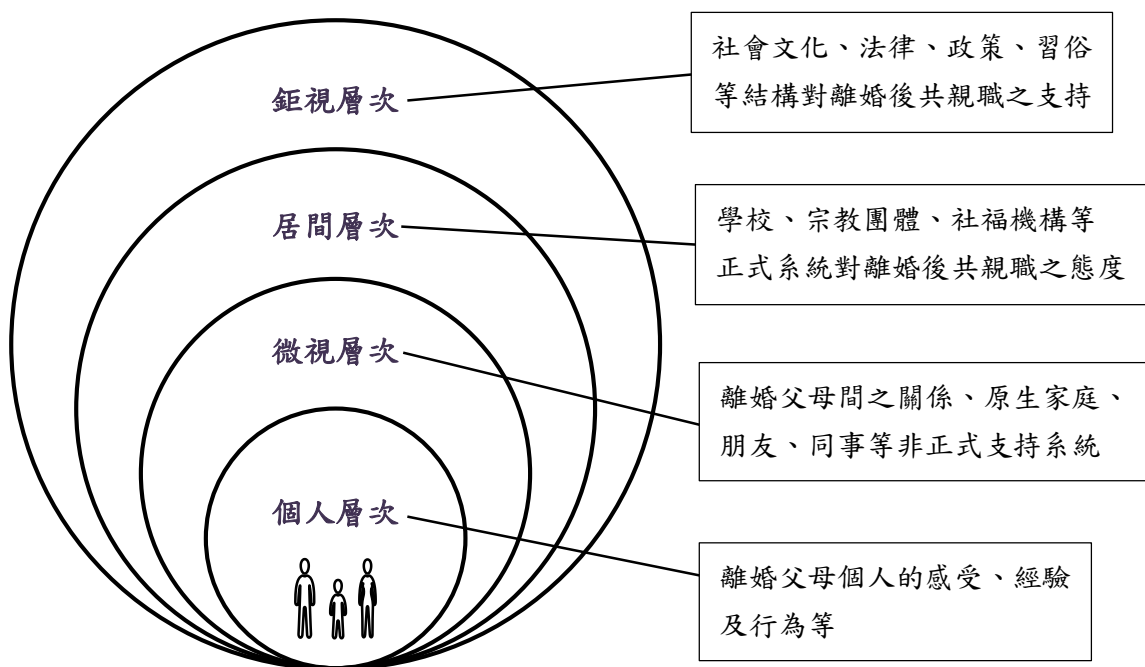 鉅視層次
社會文化、法律、政策、習俗
等結構對離婚後共親職之支持
居間層次
學校、宗教團體、社福機構等
正式系統對離婚後共親職之態度
微視層次
離婚父母間之關係、原生家庭、
朋友、同事等非正式支持系統
個人層次
離婚父母個人的感受、經驗
及行為等